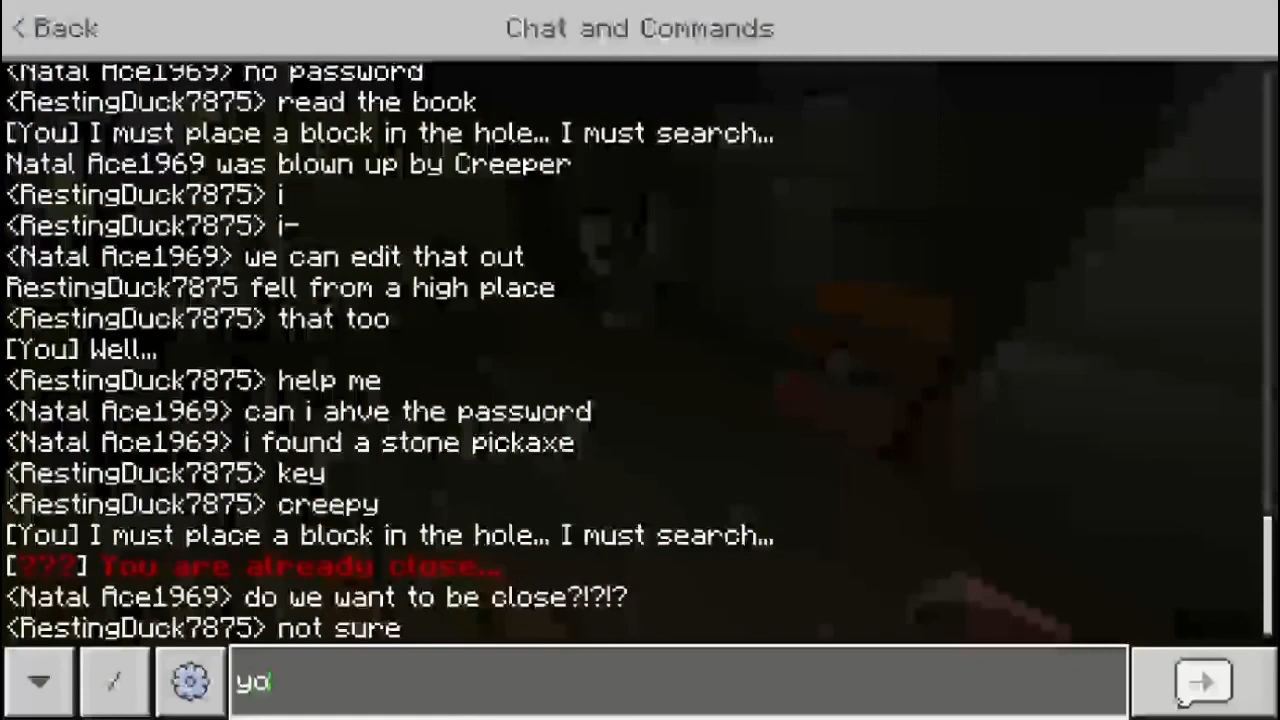 < Back
Chat and Commands
<Natal Ace1969> no password
<RestingDuck7875> read the book
[You] I must place a block in the hole... I must search...
Natal Ace1969 was blown up by Creeper
<RestingDuck7875> i
<RestingDuck7875> i-
<Natal Ace1969> we can edit that out
RestingDuck7875 fell from a high place
<RestingDuck7875> that too
[You] Well...
<RestingDuck7875> help me
<Natal Ace1969> can i ahve the password
<Natal Ace1969> i found a stone pickaxe
<RestingDuck7875> key
<RestingDuck7875> creepy
[You] I must place a block in the hole... I must search...
[???] You are already close...
<Natal Ace1969> do we want to be close?!?!?
<RestingDuck7875> not sure
/
yo